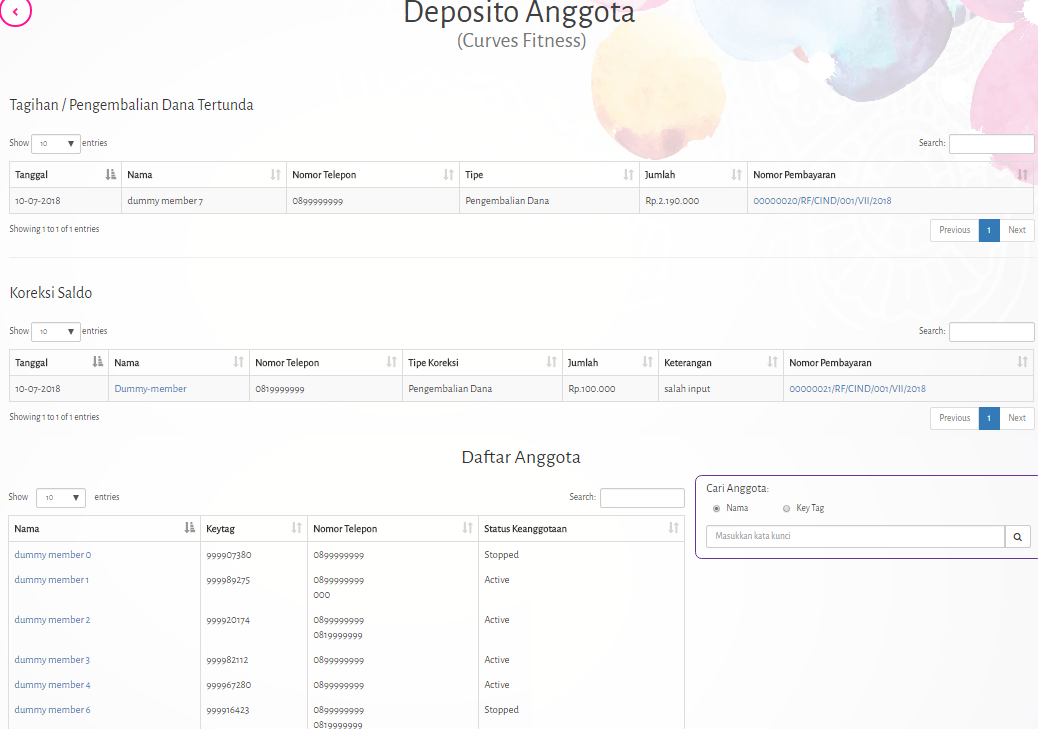 Deposito Anggota
(Curves Fitness)
Tagihan / Pengembalian Dana Tertunda
Show 10 entries Search:
Tanggal Nama Nomor Telepon Tipe Jumlah Nomor Pembayaran
10-07-2018 dummy member 7 0899999999 Pengembalian Dana Rp.2.190.000 00000020/RF/CIND/001/VII/2018
Showing 1 to 1 of 1 entries Previous 1 Next
Koreksi Saldo
Show 10 entries Search:
Tanggal Nama Nomor Telepon Tipe Koreksi Jumlah Keterangan Nomor Pembayaran
10-07-2018 Dummy-member 0819999999 Pengembalian Dana Rp.100.000 salah input 00000021/RF/CIND/001/VII/2018
Showing 1 to 1 of 1 entries Previous 1 Next
Daftar Anggota
Show 10 entries Search:
Nama Keytag Nomor Telepon Status Keanggotaan
dummy member 0 999907380 0899999999 Stopped
dummy member 1 999989275 0899999999 Active
000
dummy member 2 999920174 0899999999 Active
0819999999
dummy member 3 999982112 0899999999 Active
dummy member 4 999967280 0899999999 Active
dummy member 6 999916423 0899999999 Stopped
0819999999
Cari Anggota:
Nama Key Tag
Masukkan kata kunci